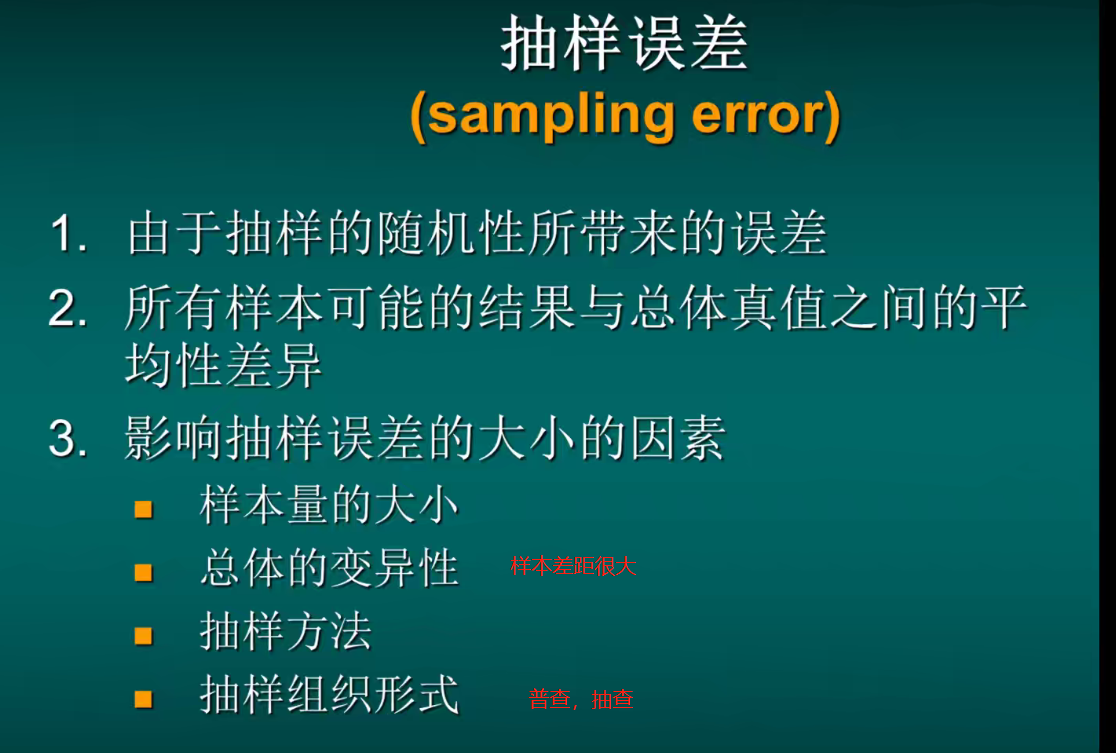 抽样误差
(sampling error)
1. 由于抽样的随机性所带来的误差
2. 所有样本可能的结果与总体真值之间的平
均性差异
3. 影响抽样误差的大小的因素
■ 样本量的大小
■ 总体的变异性 样本差距很大
■ 抽样方法
■ 抽样组织形式 普查，抽查